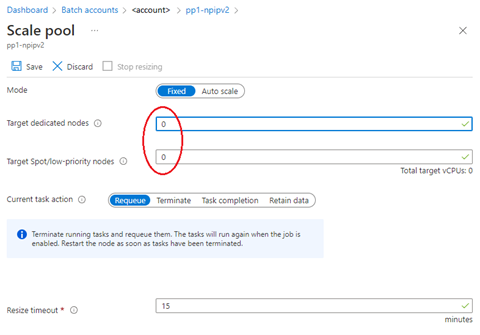 Dashboard > Batch accounts > <account> > pp1-npipv2 >
Scale pool ...
pp1-npipv2
Save Discard Stop resizing
Mode Fixed Auto scale
Target dedicated nodes 0
Target Spot/low-priority nodes 0
Total target vCPUs: 0
Current task action Requeue Terminate Task completion Retain data
Terminate running tasks and requeue them. The tasks will run again when the job is
enabled. Restart the node as soon as tasks have been terminated.
Resize timeout * 15
minutes